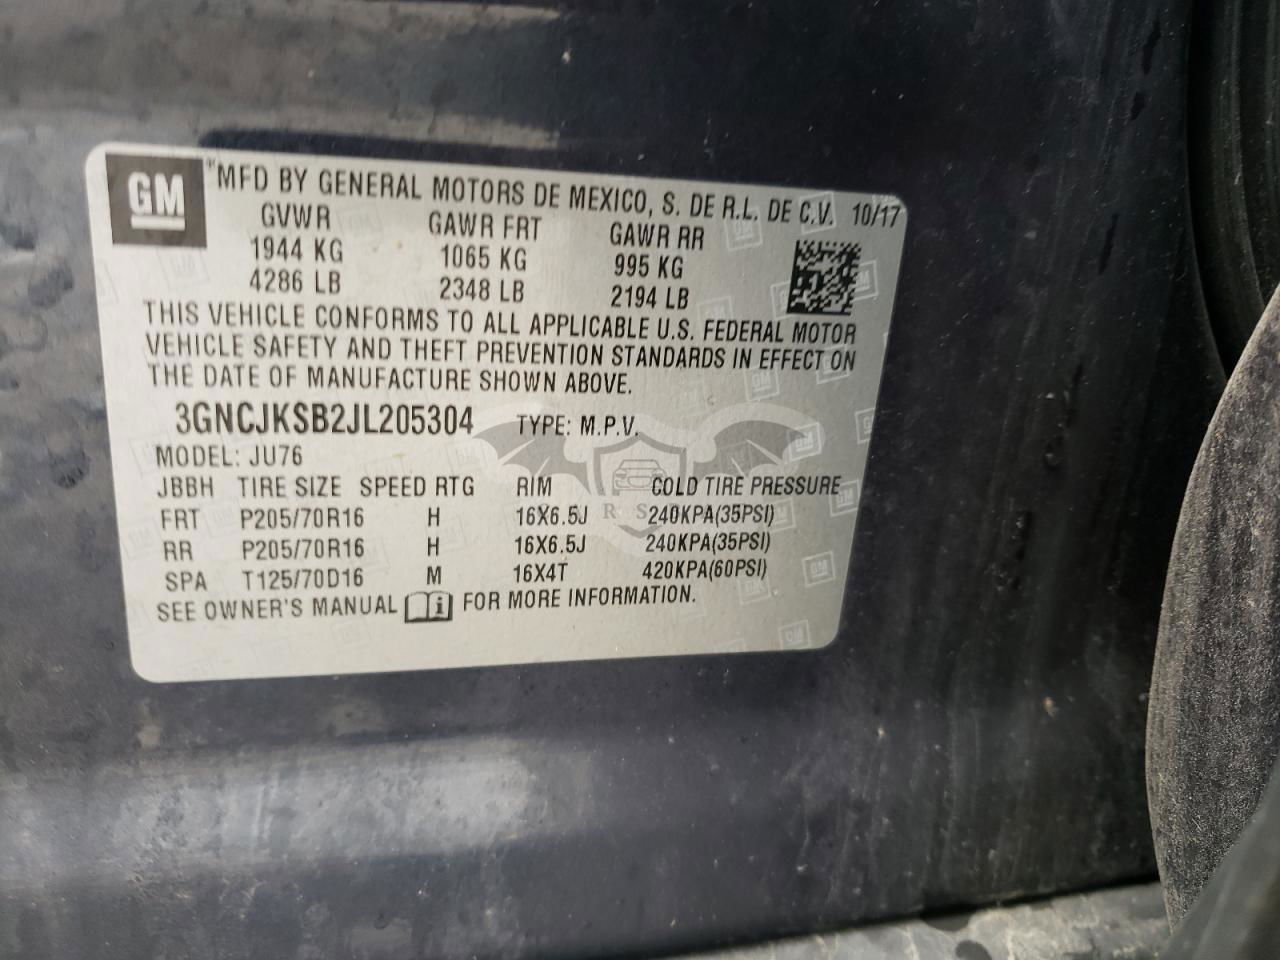 GM
MFD BY GENERAL MOTORS DE MEXICO, S. DE R.L. DE C.V. 10/17
GVWR GAWR FRT GAWR RR
1944 KG 1065 KG 995 KG
4286 LB 2348 LB 2194 LB
THIS VEHICLE CONFORMS TO ALL APPLICABLE U.S. FEDERAL MOTOR
VEHICLE SAFETY AND THEFT PREVENTION STANDARDS IN EFFECT ON
THE DATE OF MANUFACTURE SHOWN ABOVE.
3GNCJKSB2JL205304 TYPE: M.P.V.
MODEL: JU76
JBBH TIRE SIZE SPEED RTG RIM COLD TIRE PRESSURE
FRT P205/70R16 H 16X6.5J 240KPA(35PSI)
RR P205/70R16 H 16X6.5J 240KPA(35PSI)
SPA T125/70D16 M 16X4T 420KPA(60PSI)
SEE OWNER'S MANUAL FOR MORE INFORMATION.